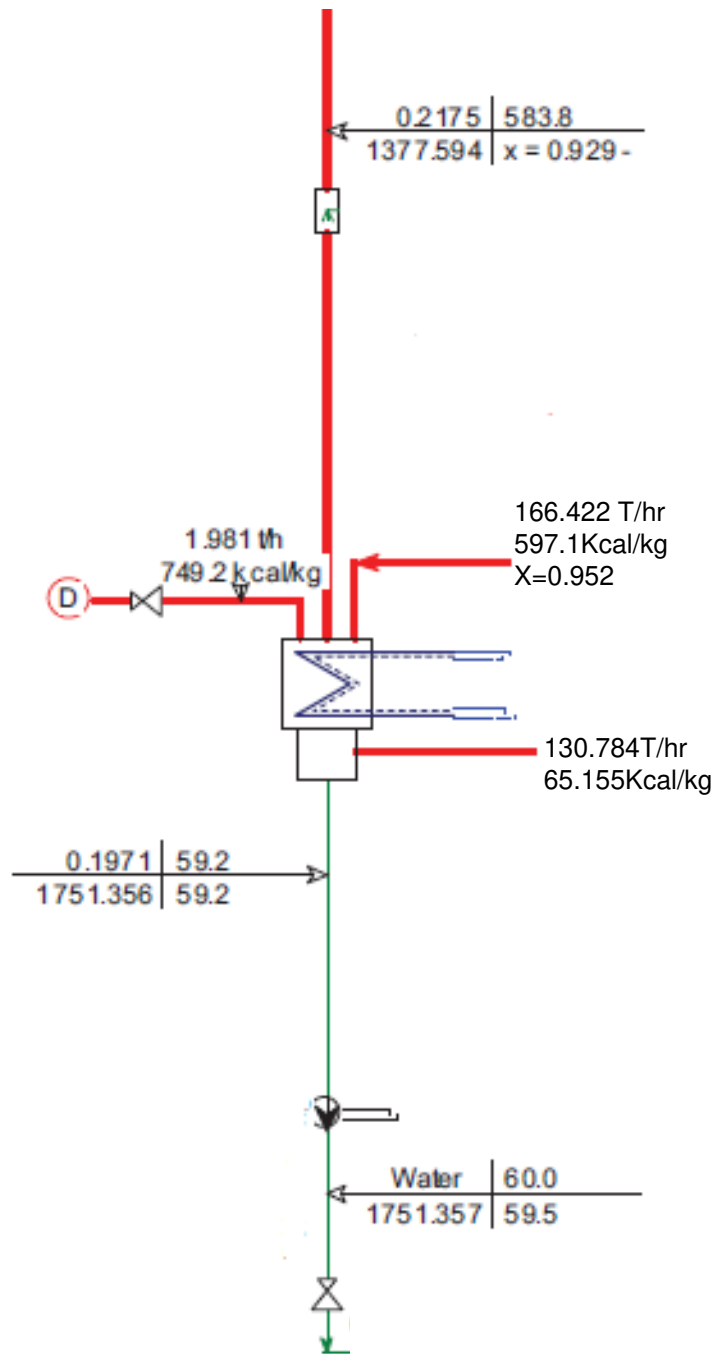 0.2175 583.8
1377.594 x = 0.929 -
166.422 T/hr
597.1Kcal/kg
X=0.952
1.981 t/h
749.2 kcal/kg
D
130.784T/hr
65.155Kcal/kg
0.1971 59.2
1751.356 59.2
Water 60.0
1751.357 59.5